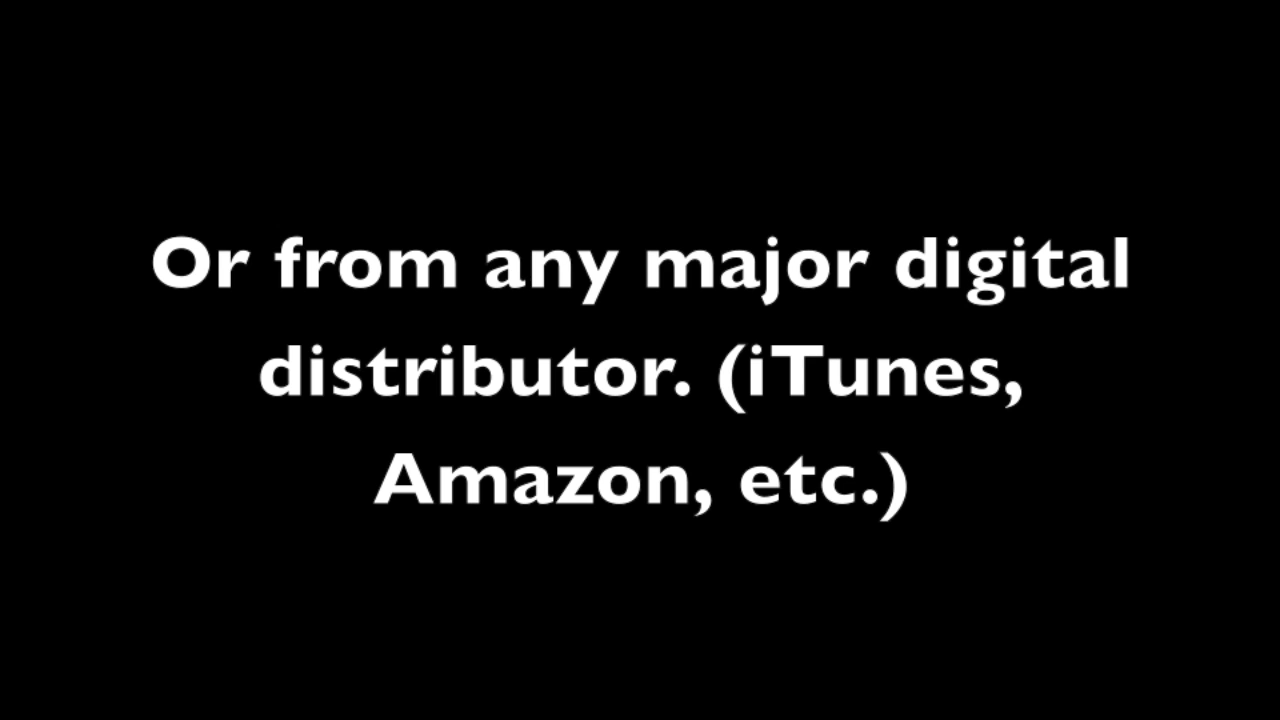 Or from any major digital
distributor. (iTunes,
Amazon, etc.)